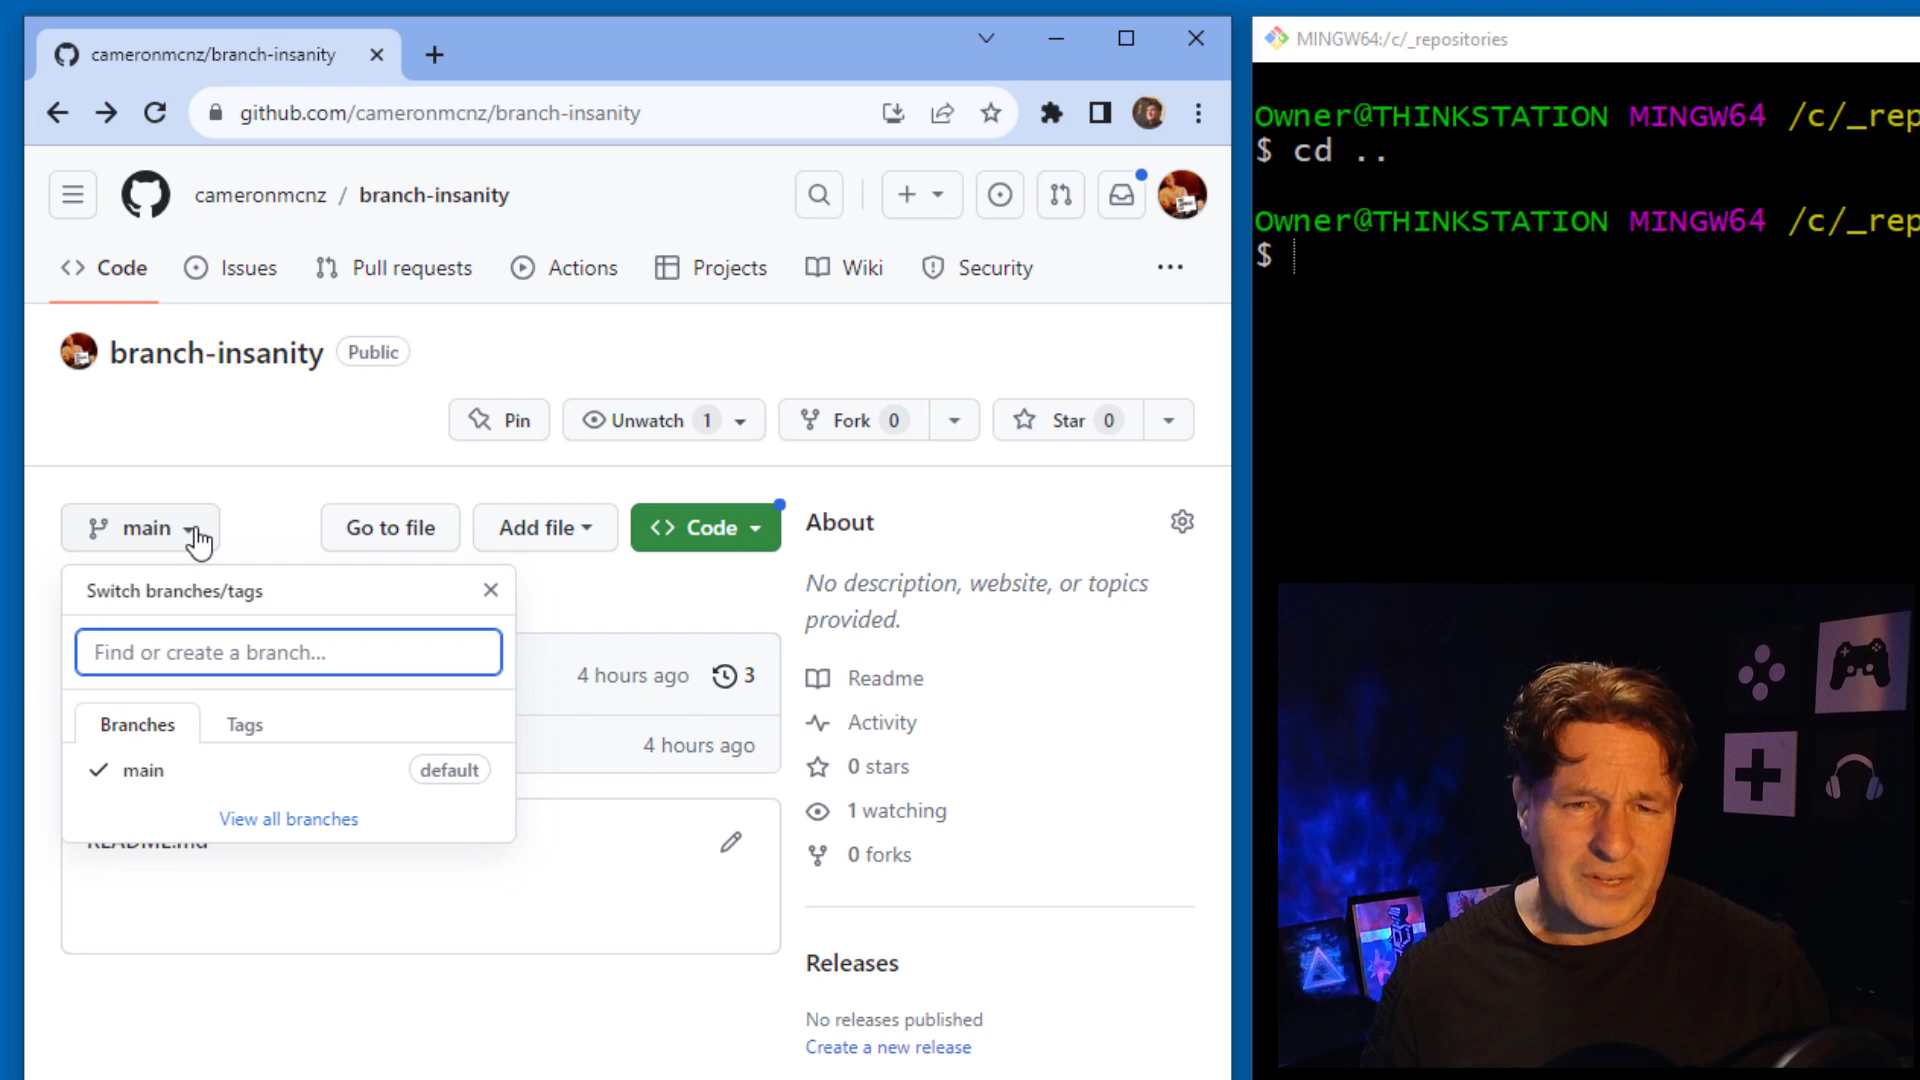 cameronmcnz/branch-insanity
github.com/cameronmcnz/branch-insanity
cameronmcnz / branch-insanity
Code Issues Pull requests Actions Projects Wiki Security
branch-insanity Public
Pin Unwatch 1 Fork 0 Star 0
main Go to file Add file Code
Switch branches/tags
Find or create a branch...
4 hours ago 3
Branches Tags
4 hours ago
main default
View all branches
README.md
About
No description, website, or topics
provided.
Readme
Activity
0 stars
1 watching
0 forks
Releases
No releases published
Create a new release
MINGW64:/c/_repositories
Owner@THINKSTATION MINGW64 /c/_rep
$ cd ..
Owner@THINKSTATION MINGW64 /c/_rep
$